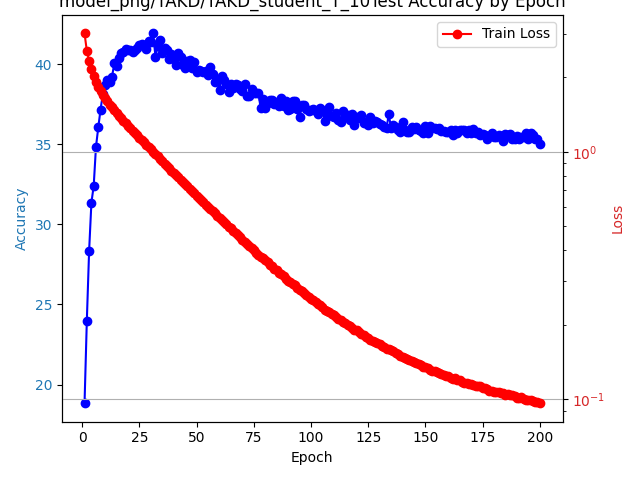 model_png/TAKD/TAKD_student_T_10Test Accuracy by Epoch
Train Loss
40
35
30
25
20
Accuracy
10^0
10^-1
Loss
0 25 50 75 100 125 150 175 200
Epoch